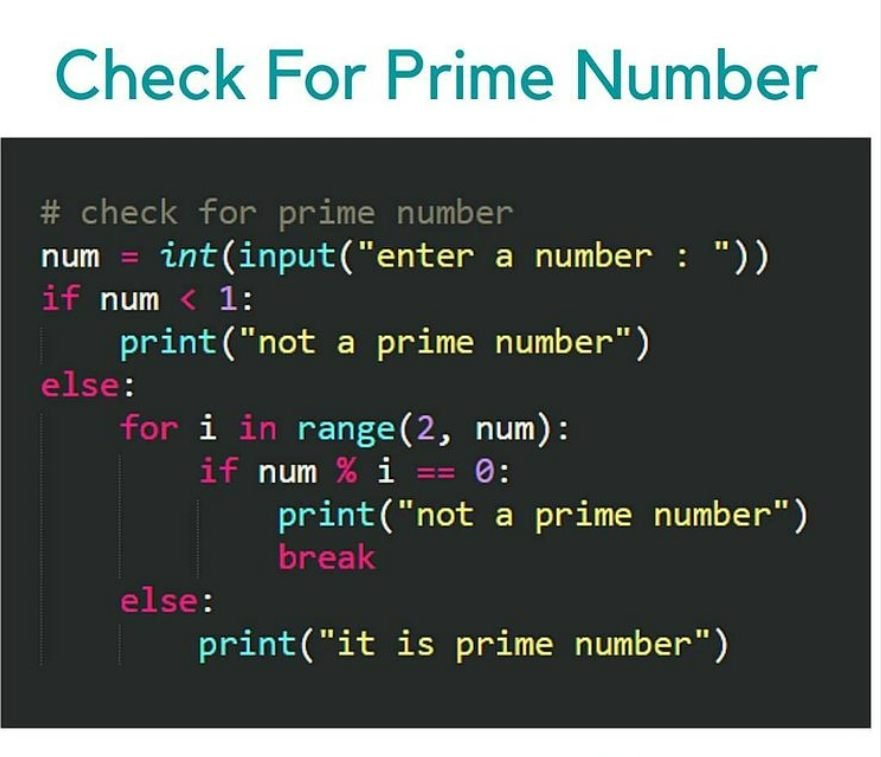 Check For Prime Number
# check for prime number
num = int(input("enter a number : "))
if num < 1:
    print("not a prime number")
else:
    for i in range(2, num):
        if num % i == 0:
            print("not a prime number")
            break
    else:
        print("it is prime number")